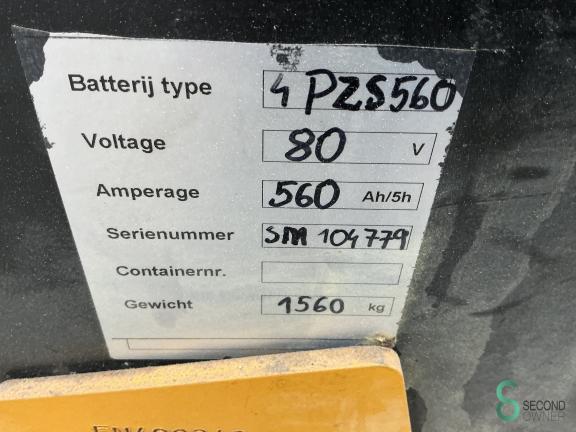 Batterij type 4 PZS560
Voltage 80 V
Amperage 560 Ah/5h
Serienummer SM 104779
Containernr.
Gewicht 1560 kg
SECOND
OWNER